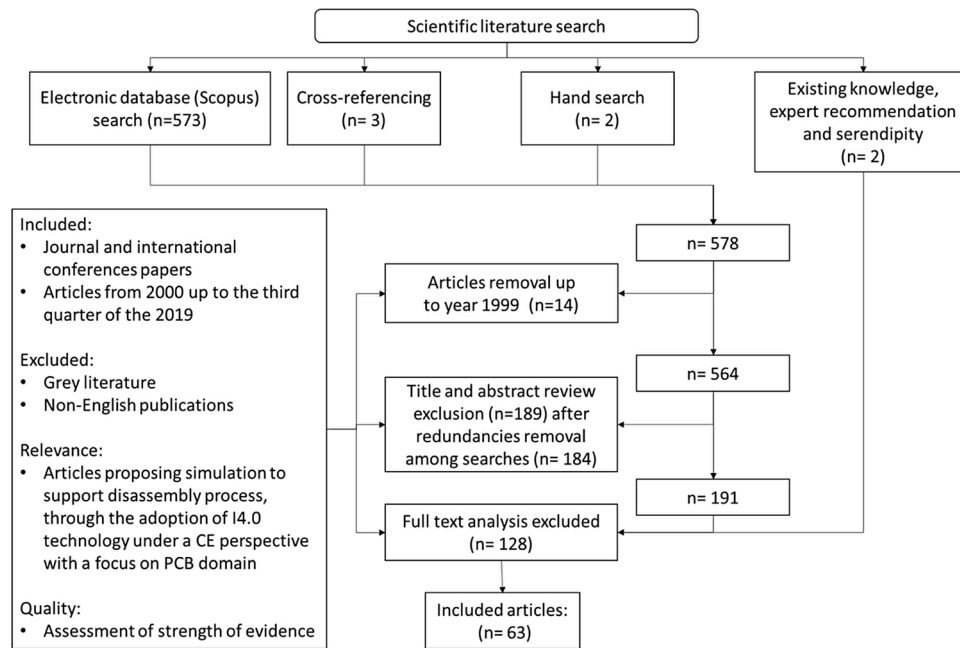 Scientific literature search
Electronic database (Scopus)
search (n=573)
Cross-referencing
(n= 3)
Hand search
(n= 2)
Existing knowledge,
expert recommendation
and serendipity
(n= 2)
Included:
• Journal and international
conferences papers
• Articles from 2000 up to the third
quarter of the 2019
Excluded:
• Grey literature
• Non-English publications
Relevance:
• Articles proposing simulation to
support disassembly process,
through the adoption of I4.0
technology under a CE perspective
with a focus on PCB domain
Quality:
• Assessment of strength of evidence
n= 578
Articles removal up
to year 1999 (n=14)
n= 564
Title and abstract review
exclusion (n=189) after
redundancies removal
among searches (n= 184)
n= 191
Full text analysis excluded
(n= 128)
Included articles:
(n= 63)